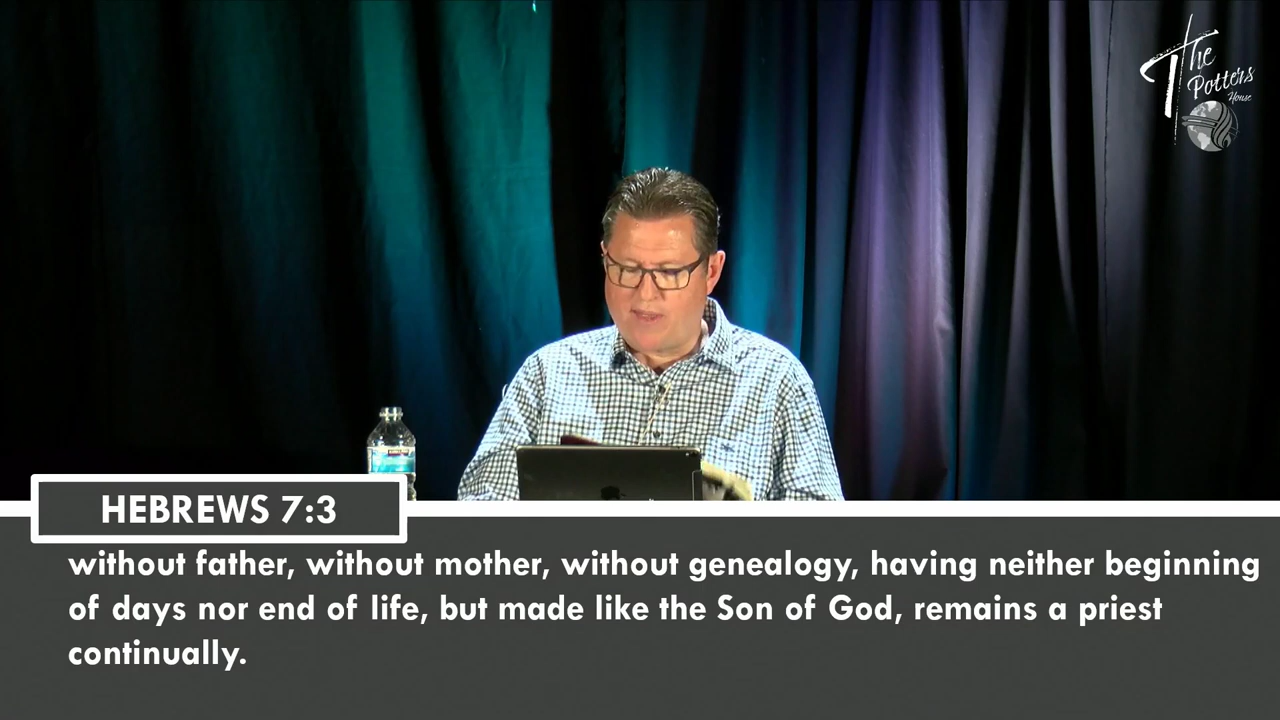 The
Potters
House
HEBREWS 7:3
without father, without mother, without genealogy, having neither beginning
of days nor end of life, but made like the Son of God, remains a priest
continually.